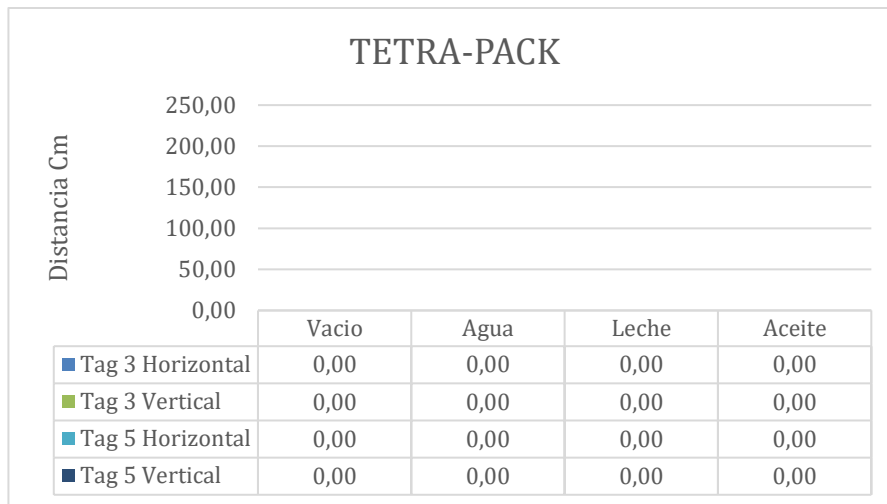 TETRA-PACK
Distancia Cm
250,00
200,00
150,00
100,00
50,00
0,00
Vacio Agua Leche Aceite
Tag 3 Horizontal 0,00 0,00 0,00 0,00
Tag 3 Vertical 0,00 0,00 0,00 0,00
Tag 5 Horizontal 0,00 0,00 0,00 0,00
Tag 5 Vertical 0,00 0,00 0,00 0,00